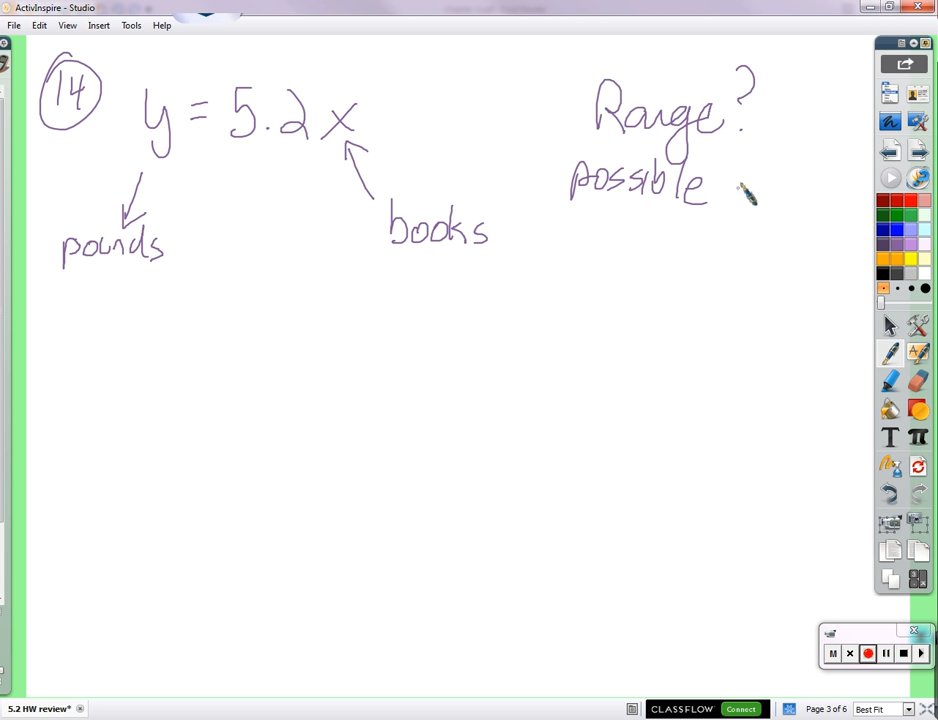 ActivInspire - Studio
File Edit View Insert Tools Help
14
y = 5.2x
Range?
possible
pounds
books
T
π
M
5.2 HW review*
CLASSFLOW Connect
Page 3 of 6
Best Fit